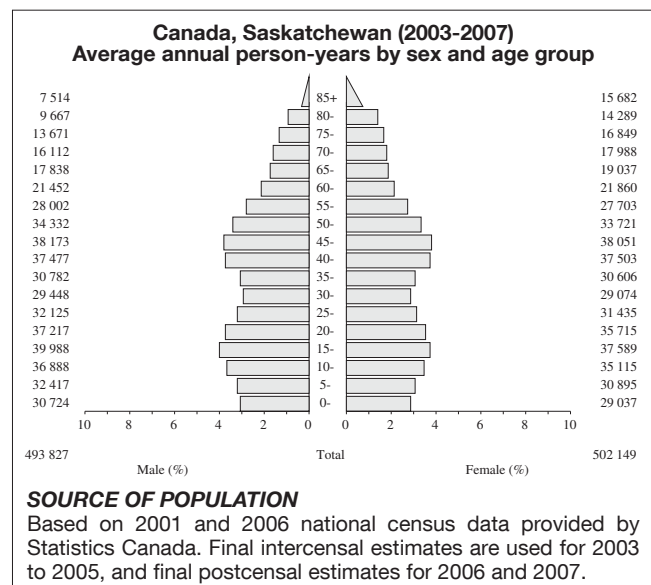 Canada, Saskatchewan (2003-2007)
Average annual person-years by sex and age group
7 514 85+ 15 682
9 667 80- 14 289
13 671 75- 16 849
16 112 70- 17 988
17 838 65- 19 037
21 452 60- 21 860
28 002 55- 27 703
34 332 50- 33 721
38 173 45- 38 051
37 477 40- 37 503
30 782 35- 30 606
29 448 30- 29 074
32 125 25- 31 435
37 217 20- 35 715
39 988 15- 37 589
36 888 10- 35 115
32 417 5- 30 895
30 724 0- 29 037
10 8 6 4 2 0 0 2 4 6 8 10
493 827 Total 502 149
Male (%) Female (%)
SOURCE OF POPULATION
Based on 2001 and 2006 national census data provided by
Statistics Canada. Final intercensal estimates are used for 2003
to 2005, and final postcensal estimates for 2006 and 2007.